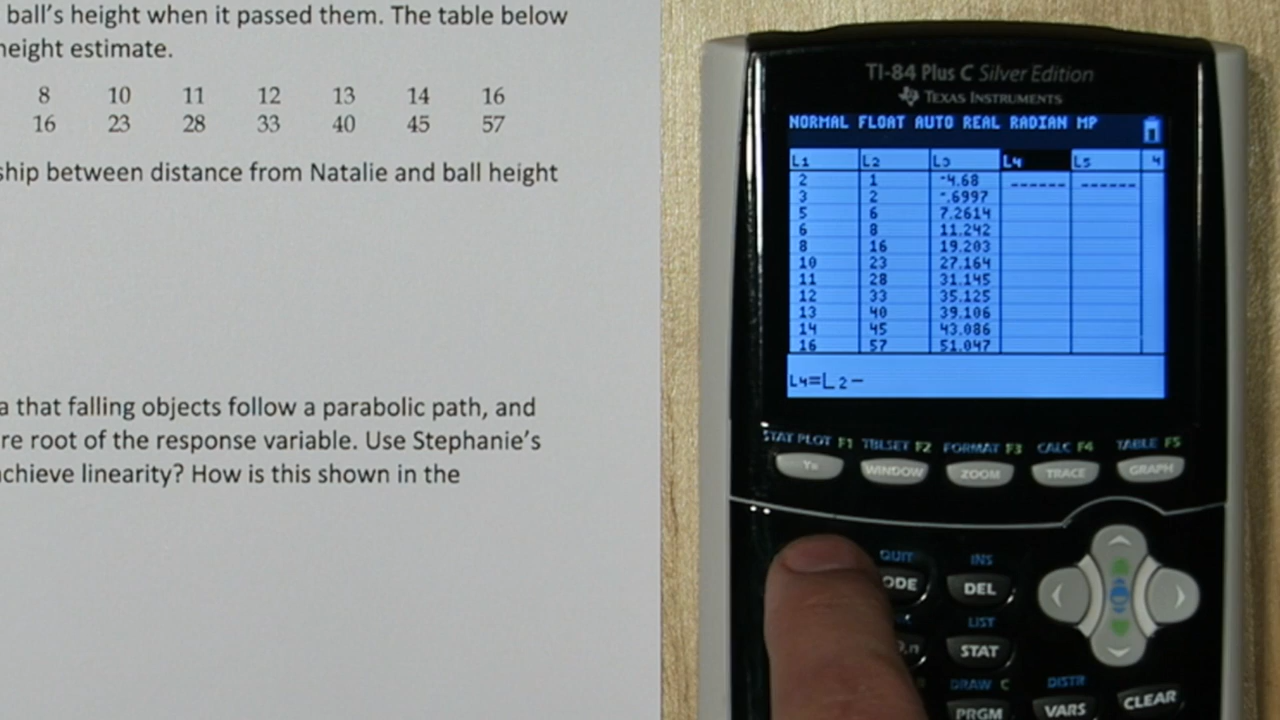 ball's height when it passed them. The table below
height estimate.
8 10 11 12 13 14 16
16 23 28 33 40 45 57
ship between distance from Natalie and ball height
a that falling objects follow a parabolic path, and
re root of the response variable. Use Stephanie's
achieve linearity? How is this shown in the
TI-84 Plus C Silver Edition
TEXAS INSTRUMENTS
NORMAL FLOAT AUTO REAL RADIAN MP
L1 L2 L3 L4 L5 4
2 1 -4.68 ------ ------
3 2 -.6997
5 6 7.2614
6 8 11.242
8 16 19.203
10 23 27.164
11 28 31.145
12 33 35.125
13 40 39.106
14 45 43.086
16 57 51.047
L4=L2-
STAT PLOT F1 TBLSET F2 FORMAT F3 CALC F4 TABLE F5
Y= WINDOW ZOOM TRACE GRAPH
QUIT INS
ODE DEL
LIST
,n STAT
DRAW C DISTR
PRGM VARS CLEAR